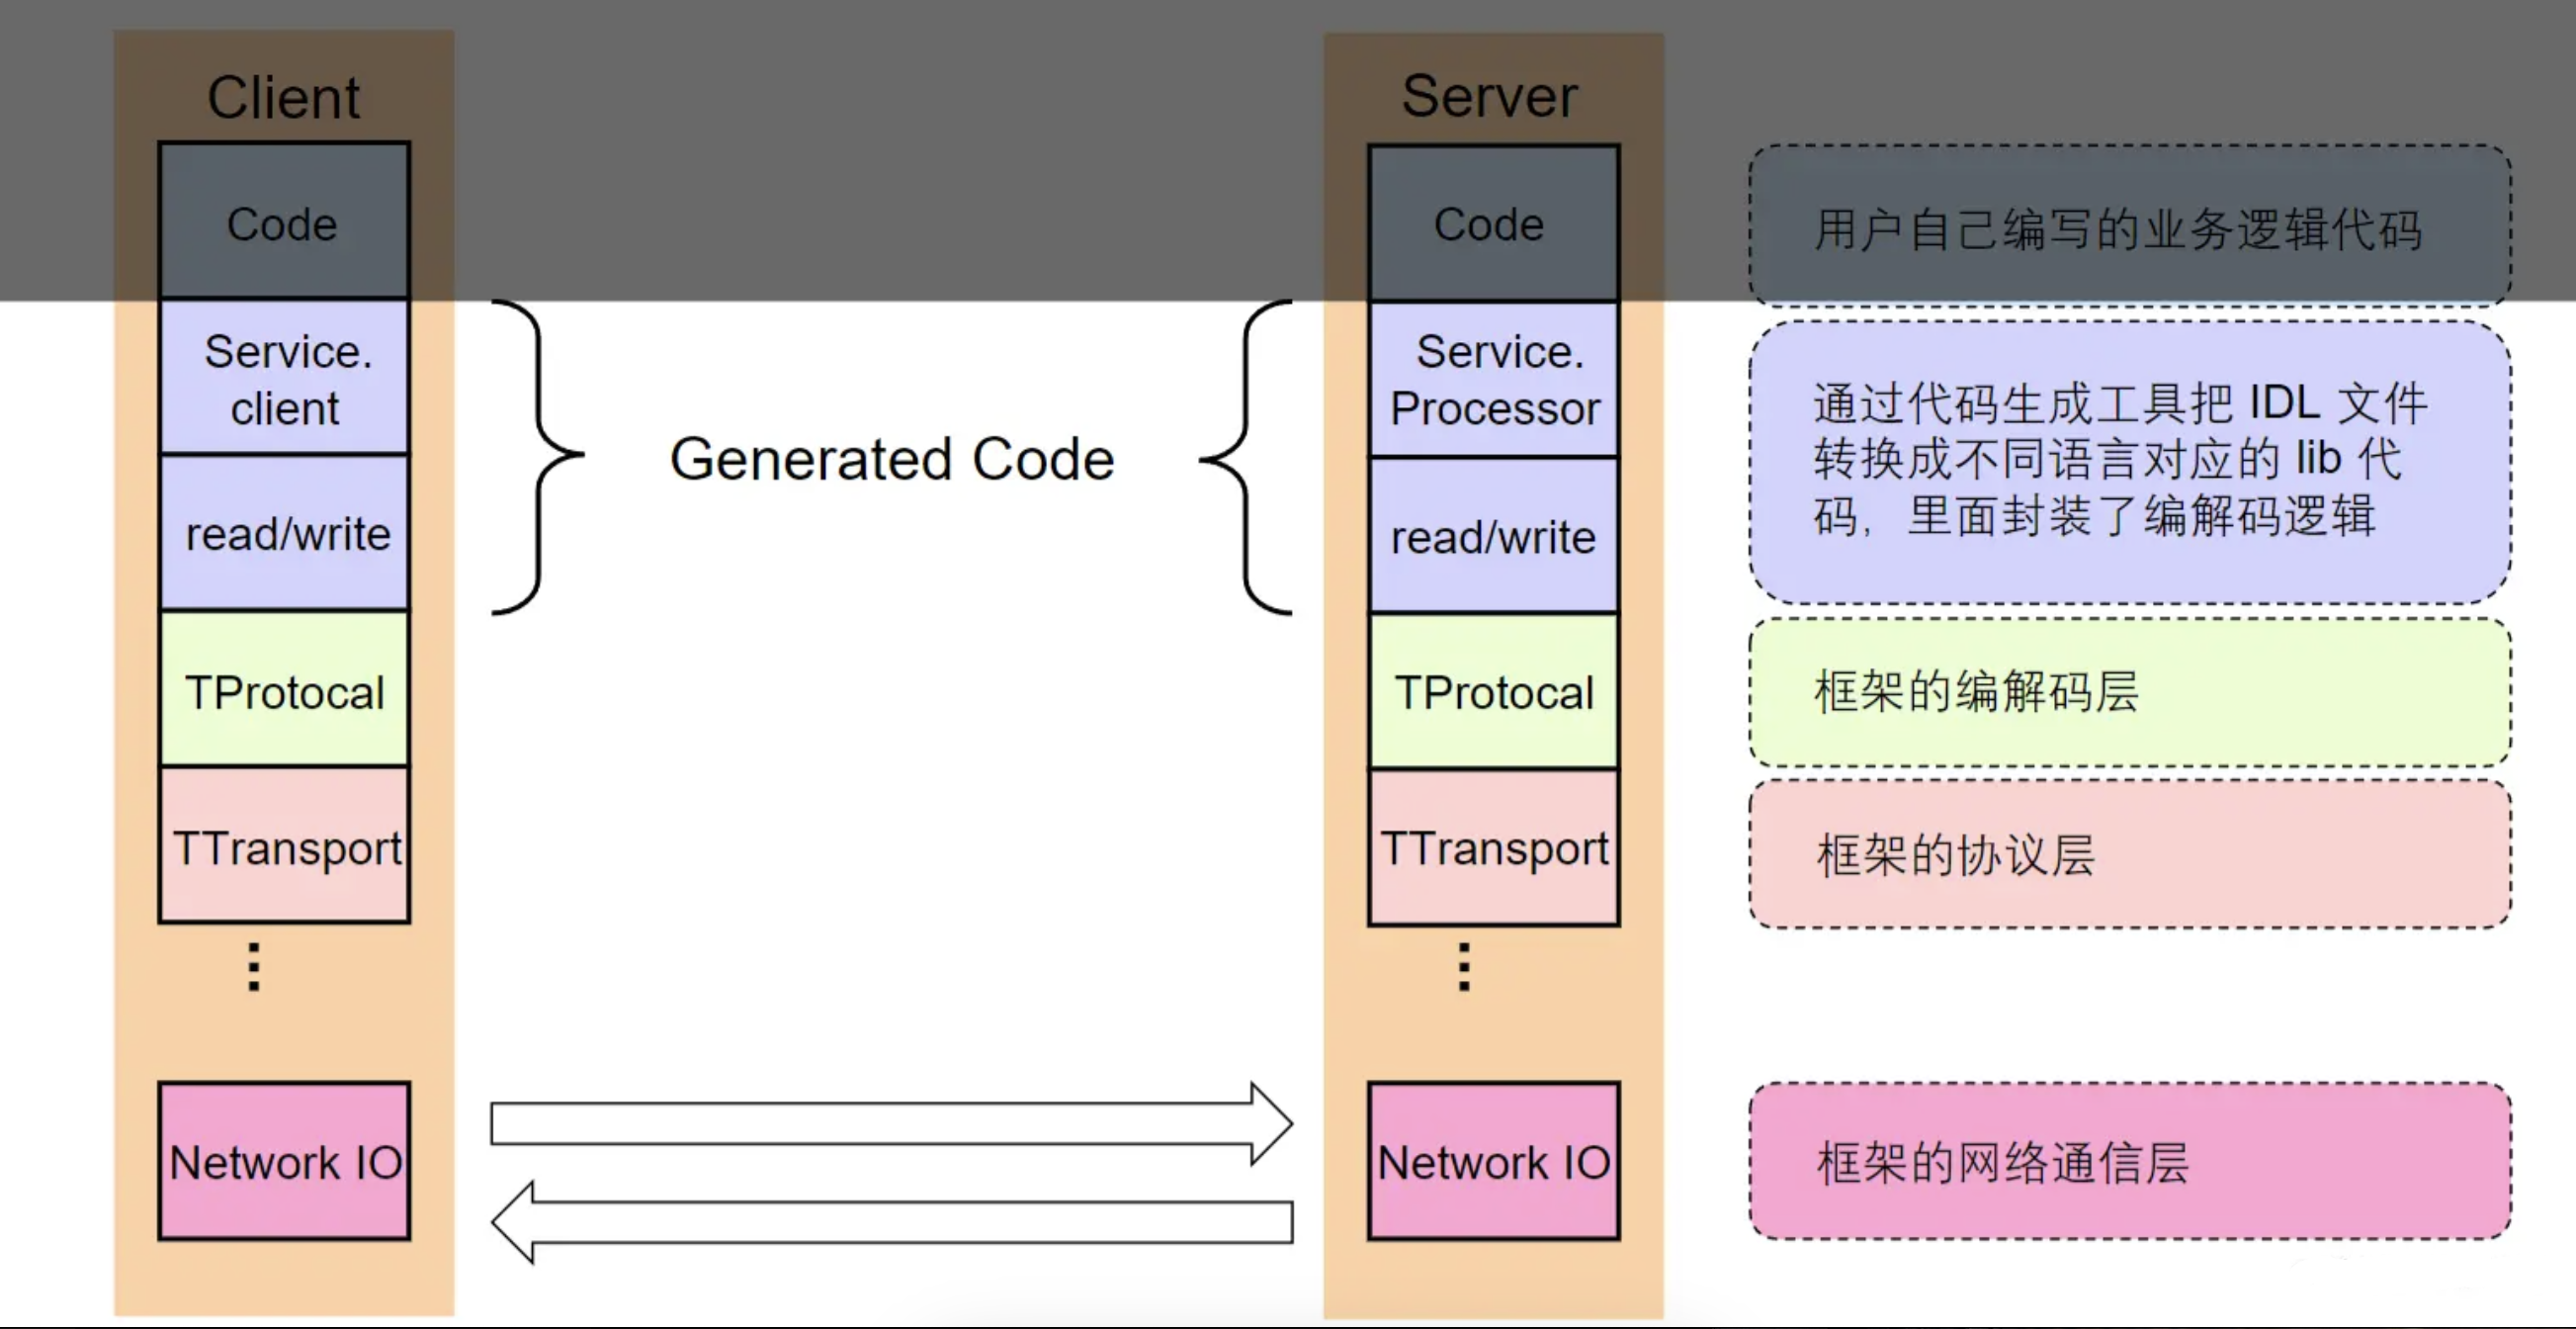 Client
Code
Service.
client
read/write
TProtocal
TTransport
Network IO
Generated Code
Server
Code
Service.
Processor
read/write
TProtocal
TTransport
Network IO
用户自己编写的业务逻辑代码
通过代码生成工具把 IDL 文件
转换成不同语言对应的 lib 代
码，里面封装了编解码逻辑
框架的编解码层
框架的协议层
框架的网络通信层